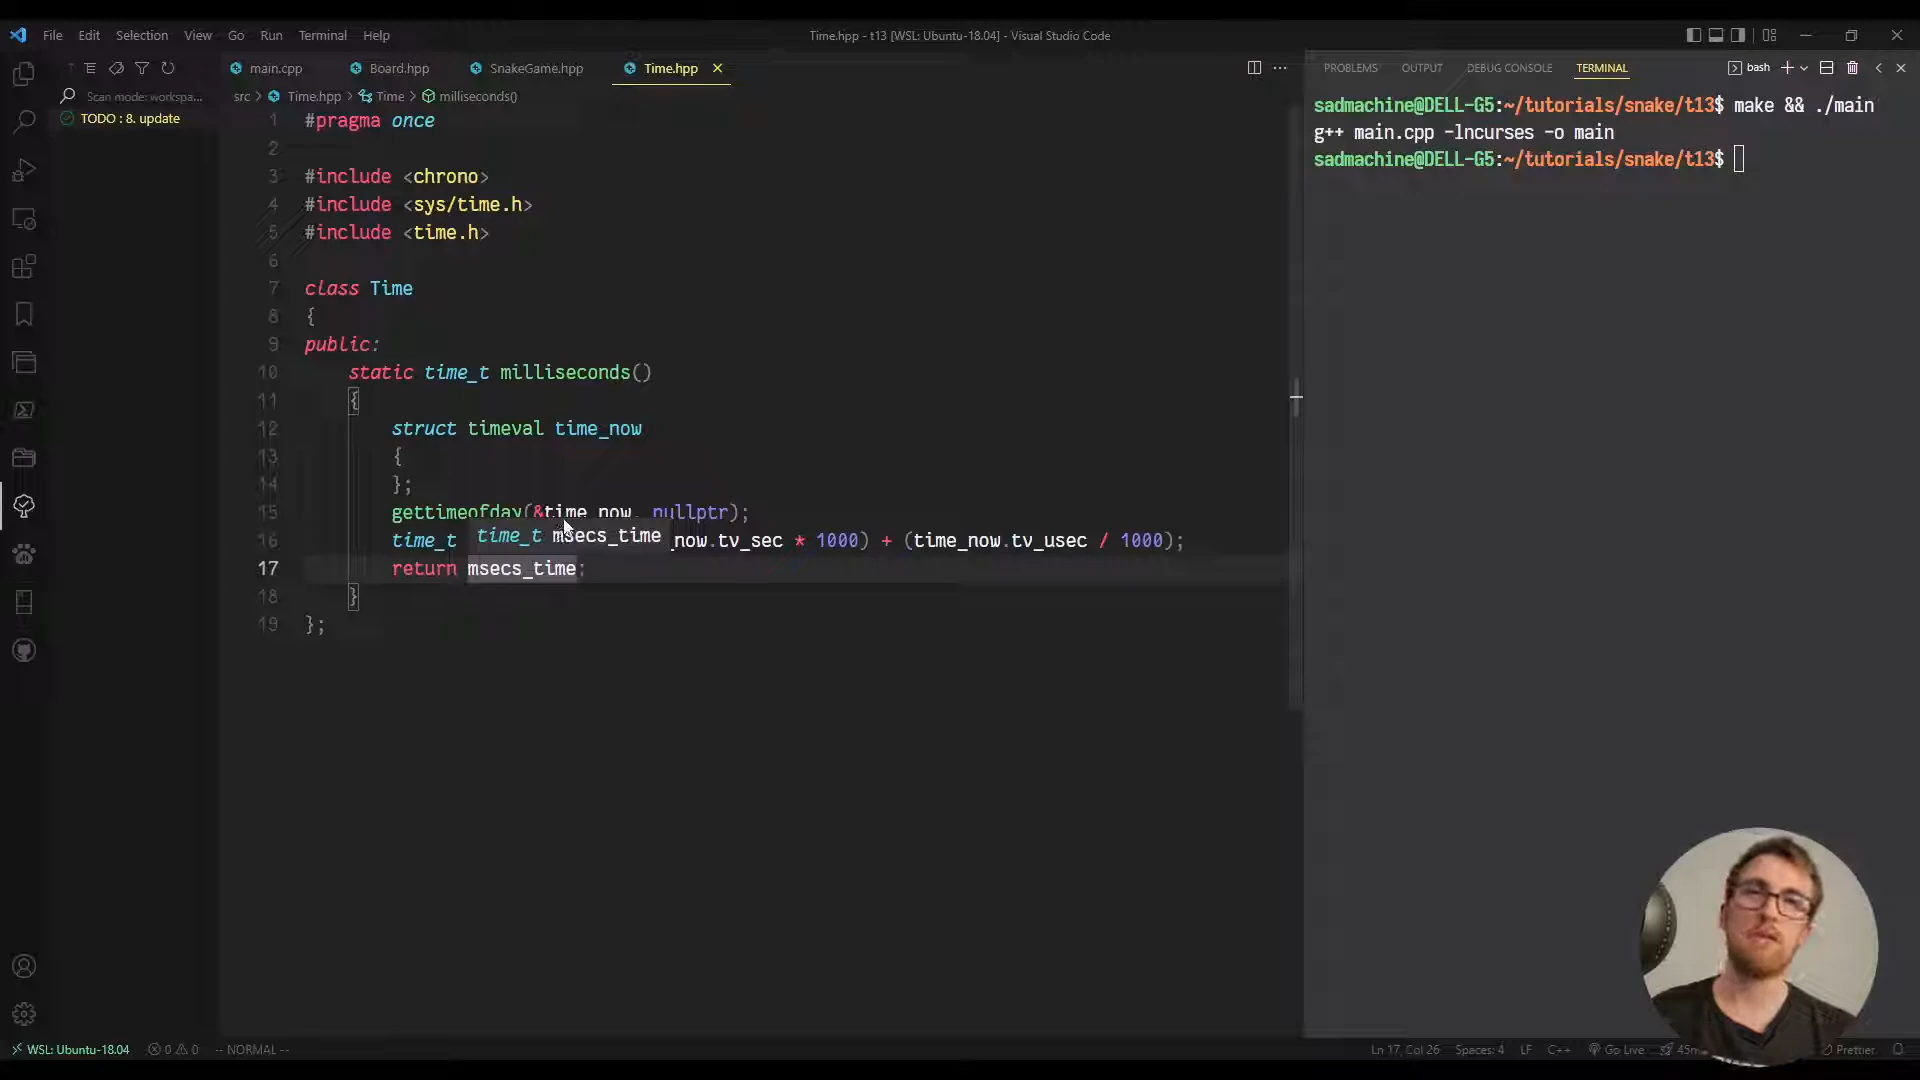 File Edit Selection View Go Run Terminal Help
Time.hpp - t13 [WSL: Ubuntu-18.04] - Visual Studio Code
main.cpp Board.hpp SnakeGame.hpp Time.hpp
Scan mode: workspa...
src > Time.hpp > Time > milliseconds()
TODO : 8. update
1 #pragma once
2
3 #include <chrono>
4 #include <sys/time.h>
5 #include <time.h>
6
7 class Time
8 {
9 public:
10 static time_t milliseconds()
11 {
12 struct timeval time_now
13 {
14 };
15 gettimeofday(&time_now, nullptr);
time_t msecs_time
16 time_t _now.tv_sec * 1000) + (time_now.tv_usec / 1000);
17 return msecs_time;
18 }
19 };
PROBLEMS OUTPUT DEBUG CONSOLE TERMINAL bash
sadmachine@DELL-G5:~/tutorials/snake/t13$ make && ./main
g++ main.cpp -lncurses -o main
sadmachine@DELL-G5:~/tutorials/snake/t13$
WSL: Ubuntu-18.04 0 0 -- NORMAL --
Ln 17, Col 26 Spaces: 4 LF C++ Go Live Prettier